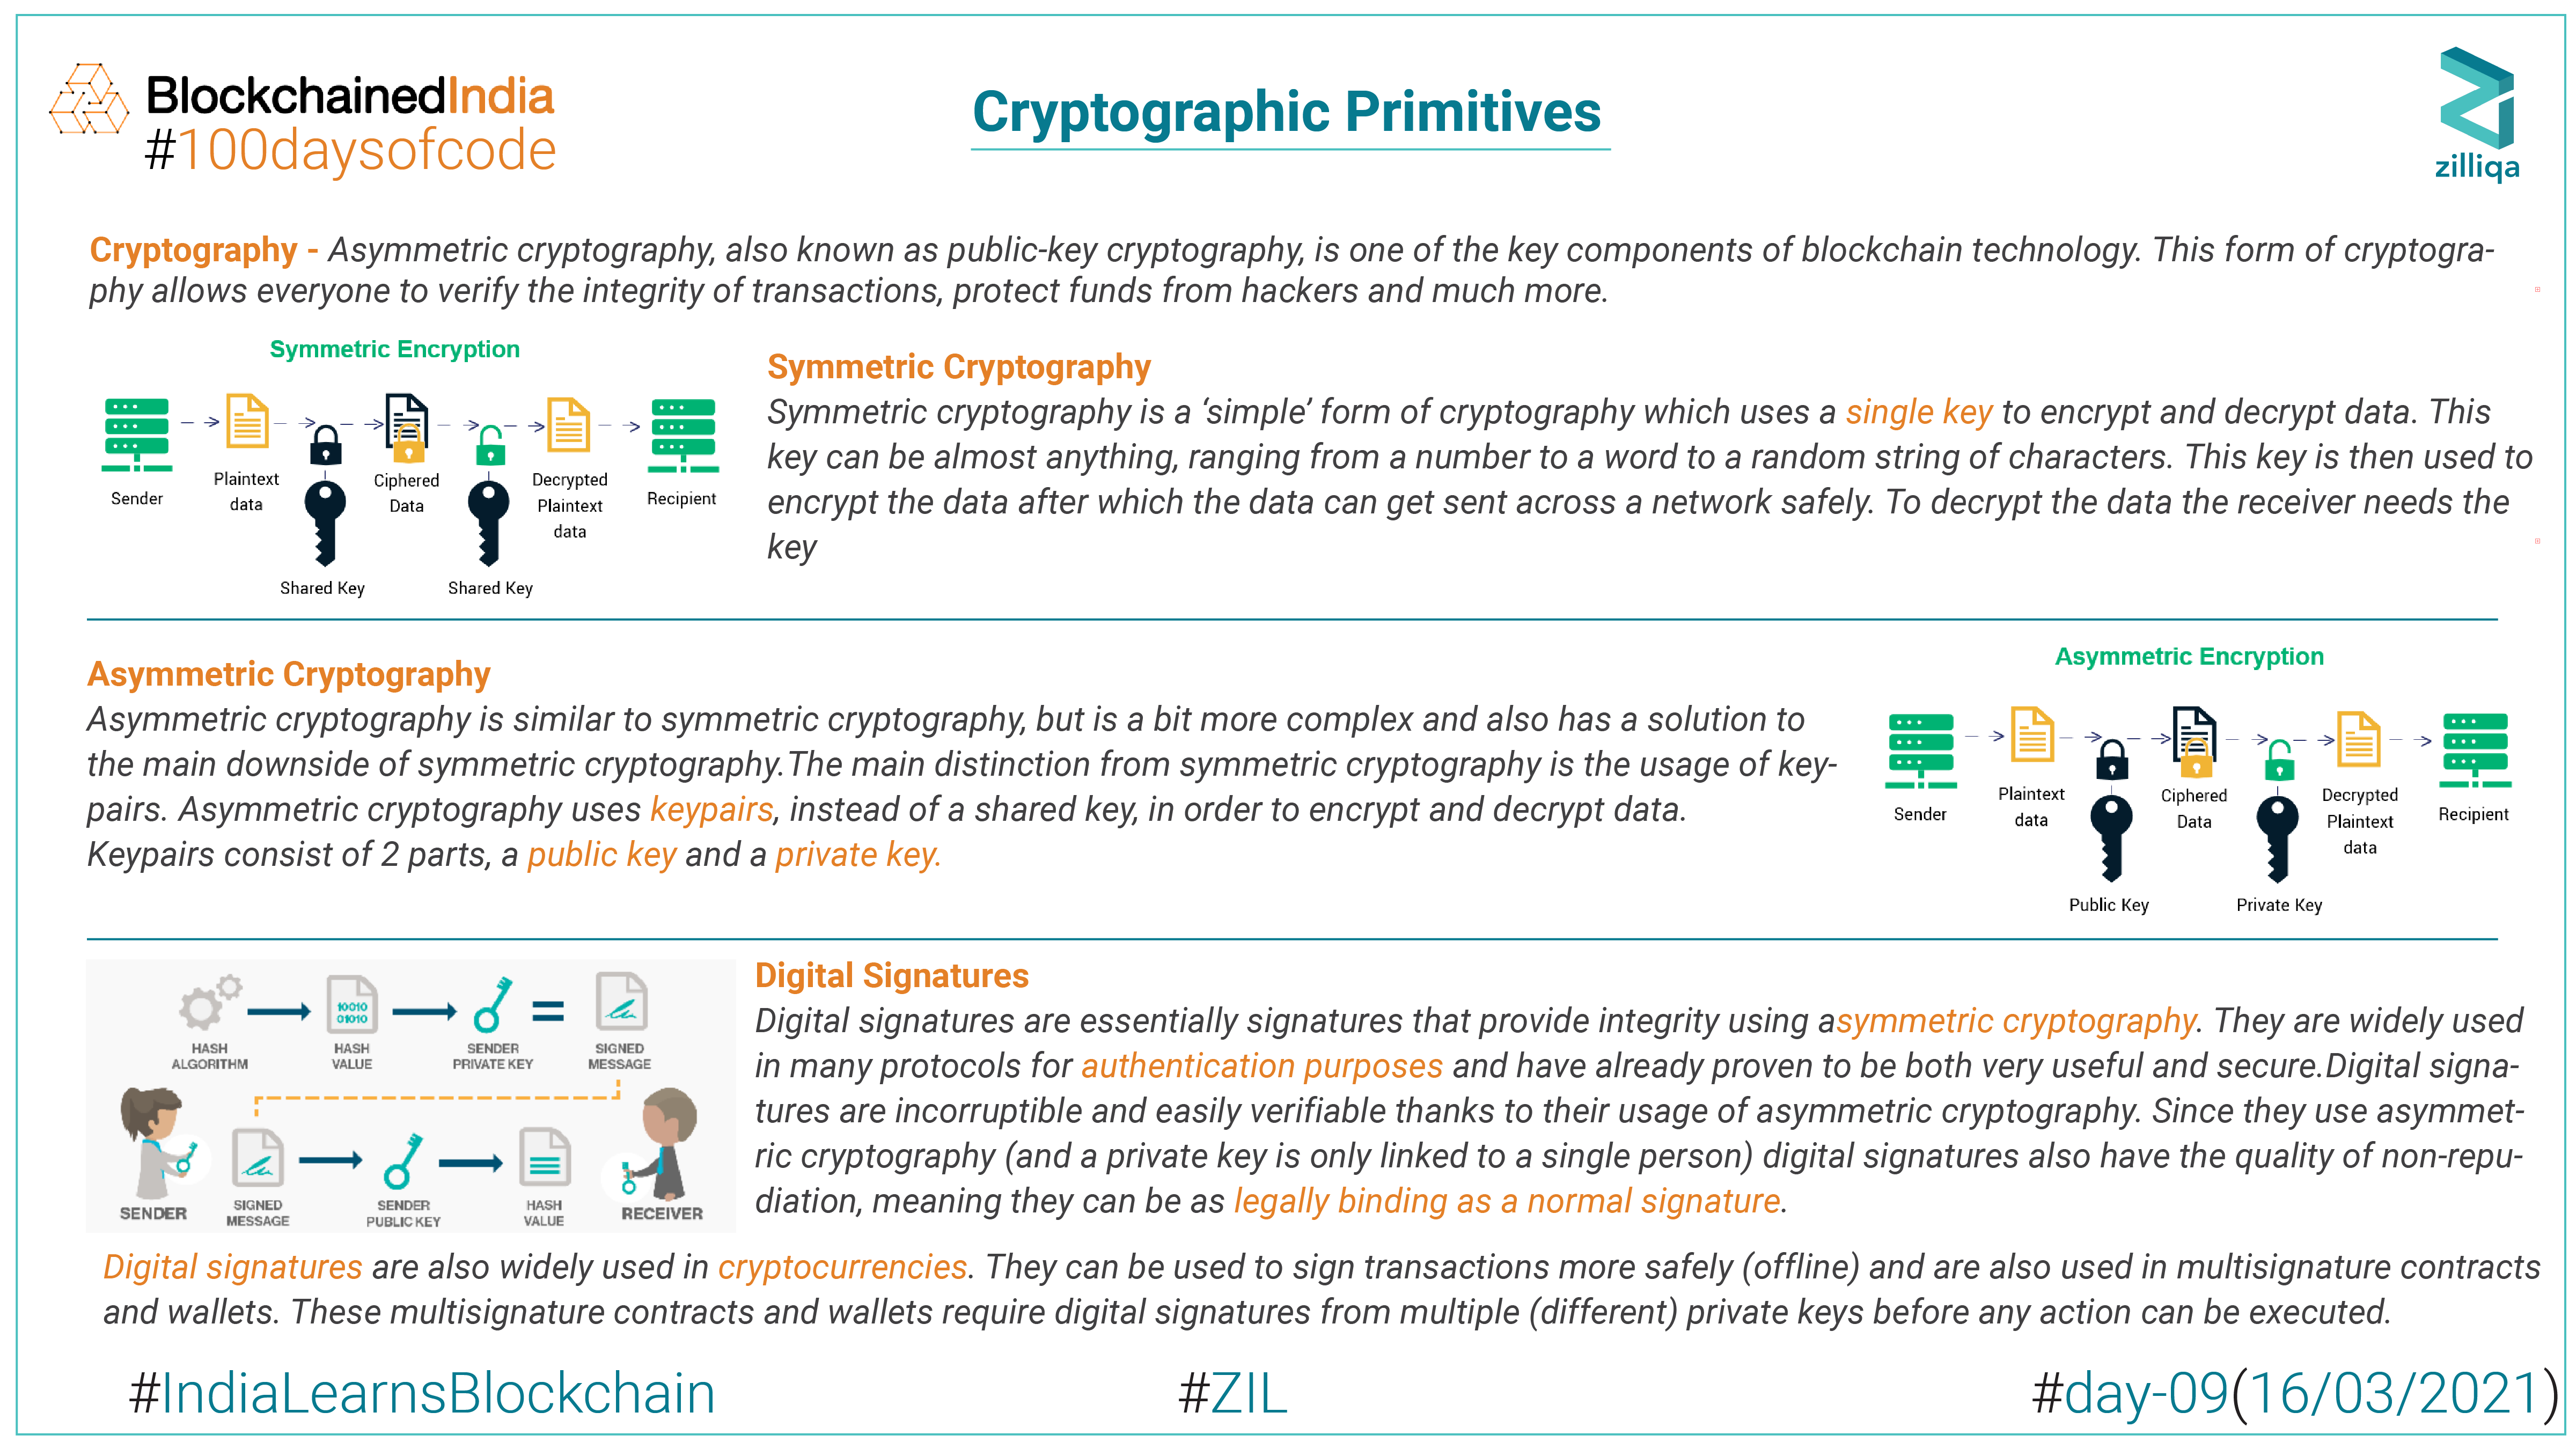 BlockchainedIndia
#100daysofcode
Cryptographic Primitives
zilliqa
Cryptography - Asymmetric cryptography, also known as public-key cryptography, is one of the key components of blockchain technology. This form of cryptogra-
phy allows everyone to verify the integrity of transactions, protect funds from hackers and much more.
Symmetric Encryption
Sender
Plaintext
data
Ciphered
Data
Decrypted
Plaintext
data
Recipient
Shared Key
Shared Key
Symmetric Cryptography
Symmetric cryptography is a ‘simple’ form of cryptography which uses a single key to encrypt and decrypt data. This
key can be almost anything, ranging from a number to a word to a random string of characters. This key is then used to
encrypt the data after which the data can get sent across a network safely. To decrypt the data the receiver needs the
key
Asymmetric Cryptography
Asymmetric cryptography is similar to symmetric cryptography, but is a bit more complex and also has a solution to
the main downside of symmetric cryptography.The main distinction from symmetric cryptography is the usage of key-
pairs. Asymmetric cryptography uses keypairs, instead of a shared key, in order to encrypt and decrypt data.
Keypairs consist of 2 parts, a public key and a private key.
Asymmetric Encryption
Sender
Plaintext
data
Ciphered
Data
Decrypted
Plaintext
data
Recipient
Public Key
Private Key
10010
01010
HASH
ALGORITHM
HASH
VALUE
SENDER
PRIVATE KEY
SIGNED
MESSAGE
SENDER
SIGNED
MESSAGE
SENDER
PUBLIC KEY
HASH
VALUE
RECEIVER
Digital Signatures
Digital signatures are essentially signatures that provide integrity using asymmetric cryptography. They are widely used
in many protocols for authentication purposes and have already proven to be both very useful and secure.Digital signa-
tures are incorruptible and easily verifiable thanks to their usage of asymmetric cryptography. Since they use asymmet-
ric cryptography (and a private key is only linked to a single person) digital signatures also have the quality of non-repu-
diation, meaning they can be as legally binding as a normal signature.
Digital signatures are also widely used in cryptocurrencies. They can be used to sign transactions more safely (offline) and are also used in multisignature contracts
and wallets. These multisignature contracts and wallets require digital signatures from multiple (different) private keys before any action can be executed.
#IndiaLearnsBlockchain
#ZIL
#day-09(16/03/2021)